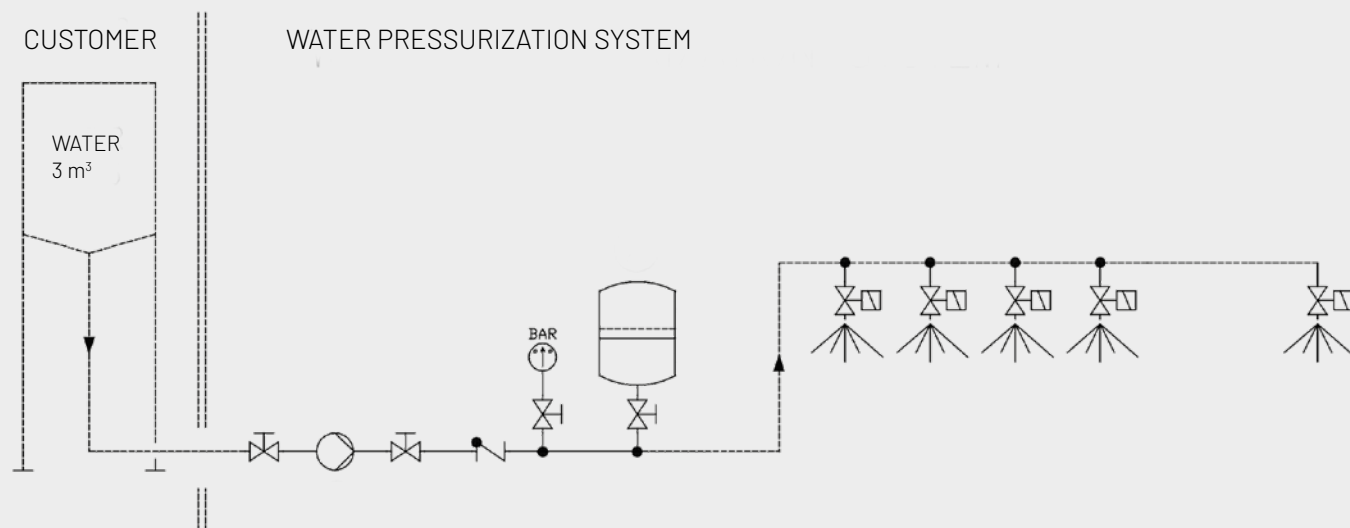 CUSTOMER
WATER PRESSURIZATION SYSTEM
WATER
3 m³
BAR